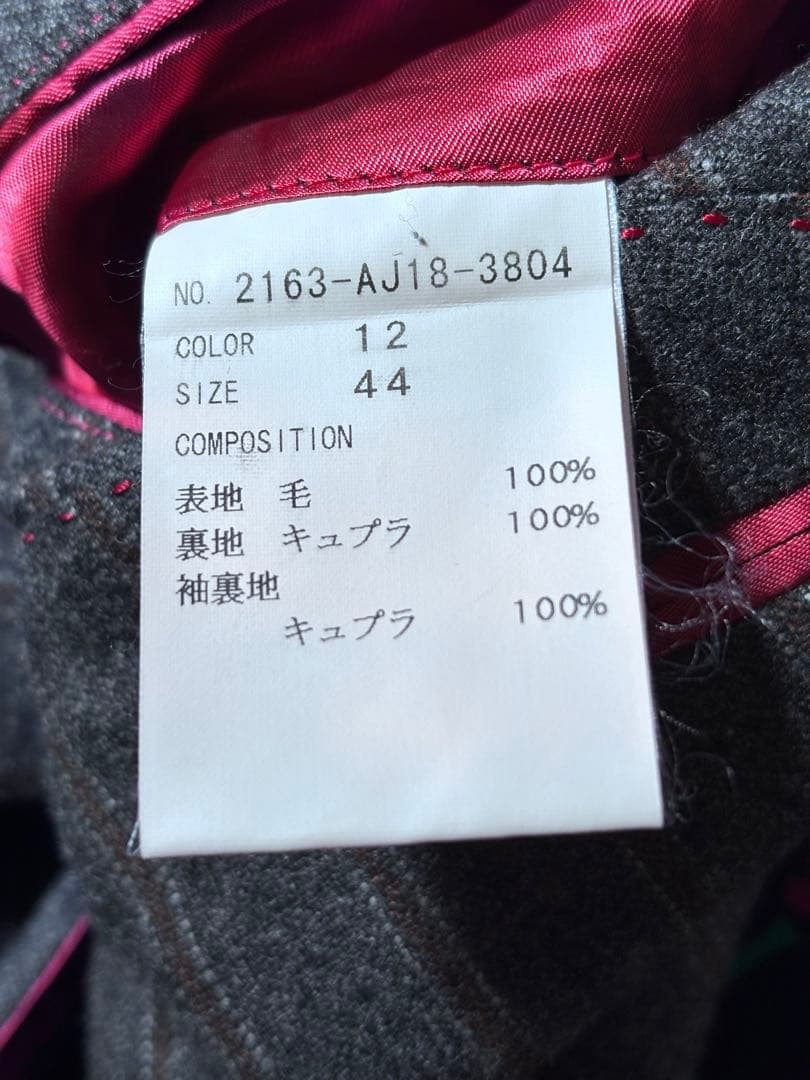 NO. 2163-AJ18-3804
COLOR 12
SIZE 44
COMPOSITION
表地 毛 100%
裏地 キュプラ 100%
袖裏地
キュプラ 100%